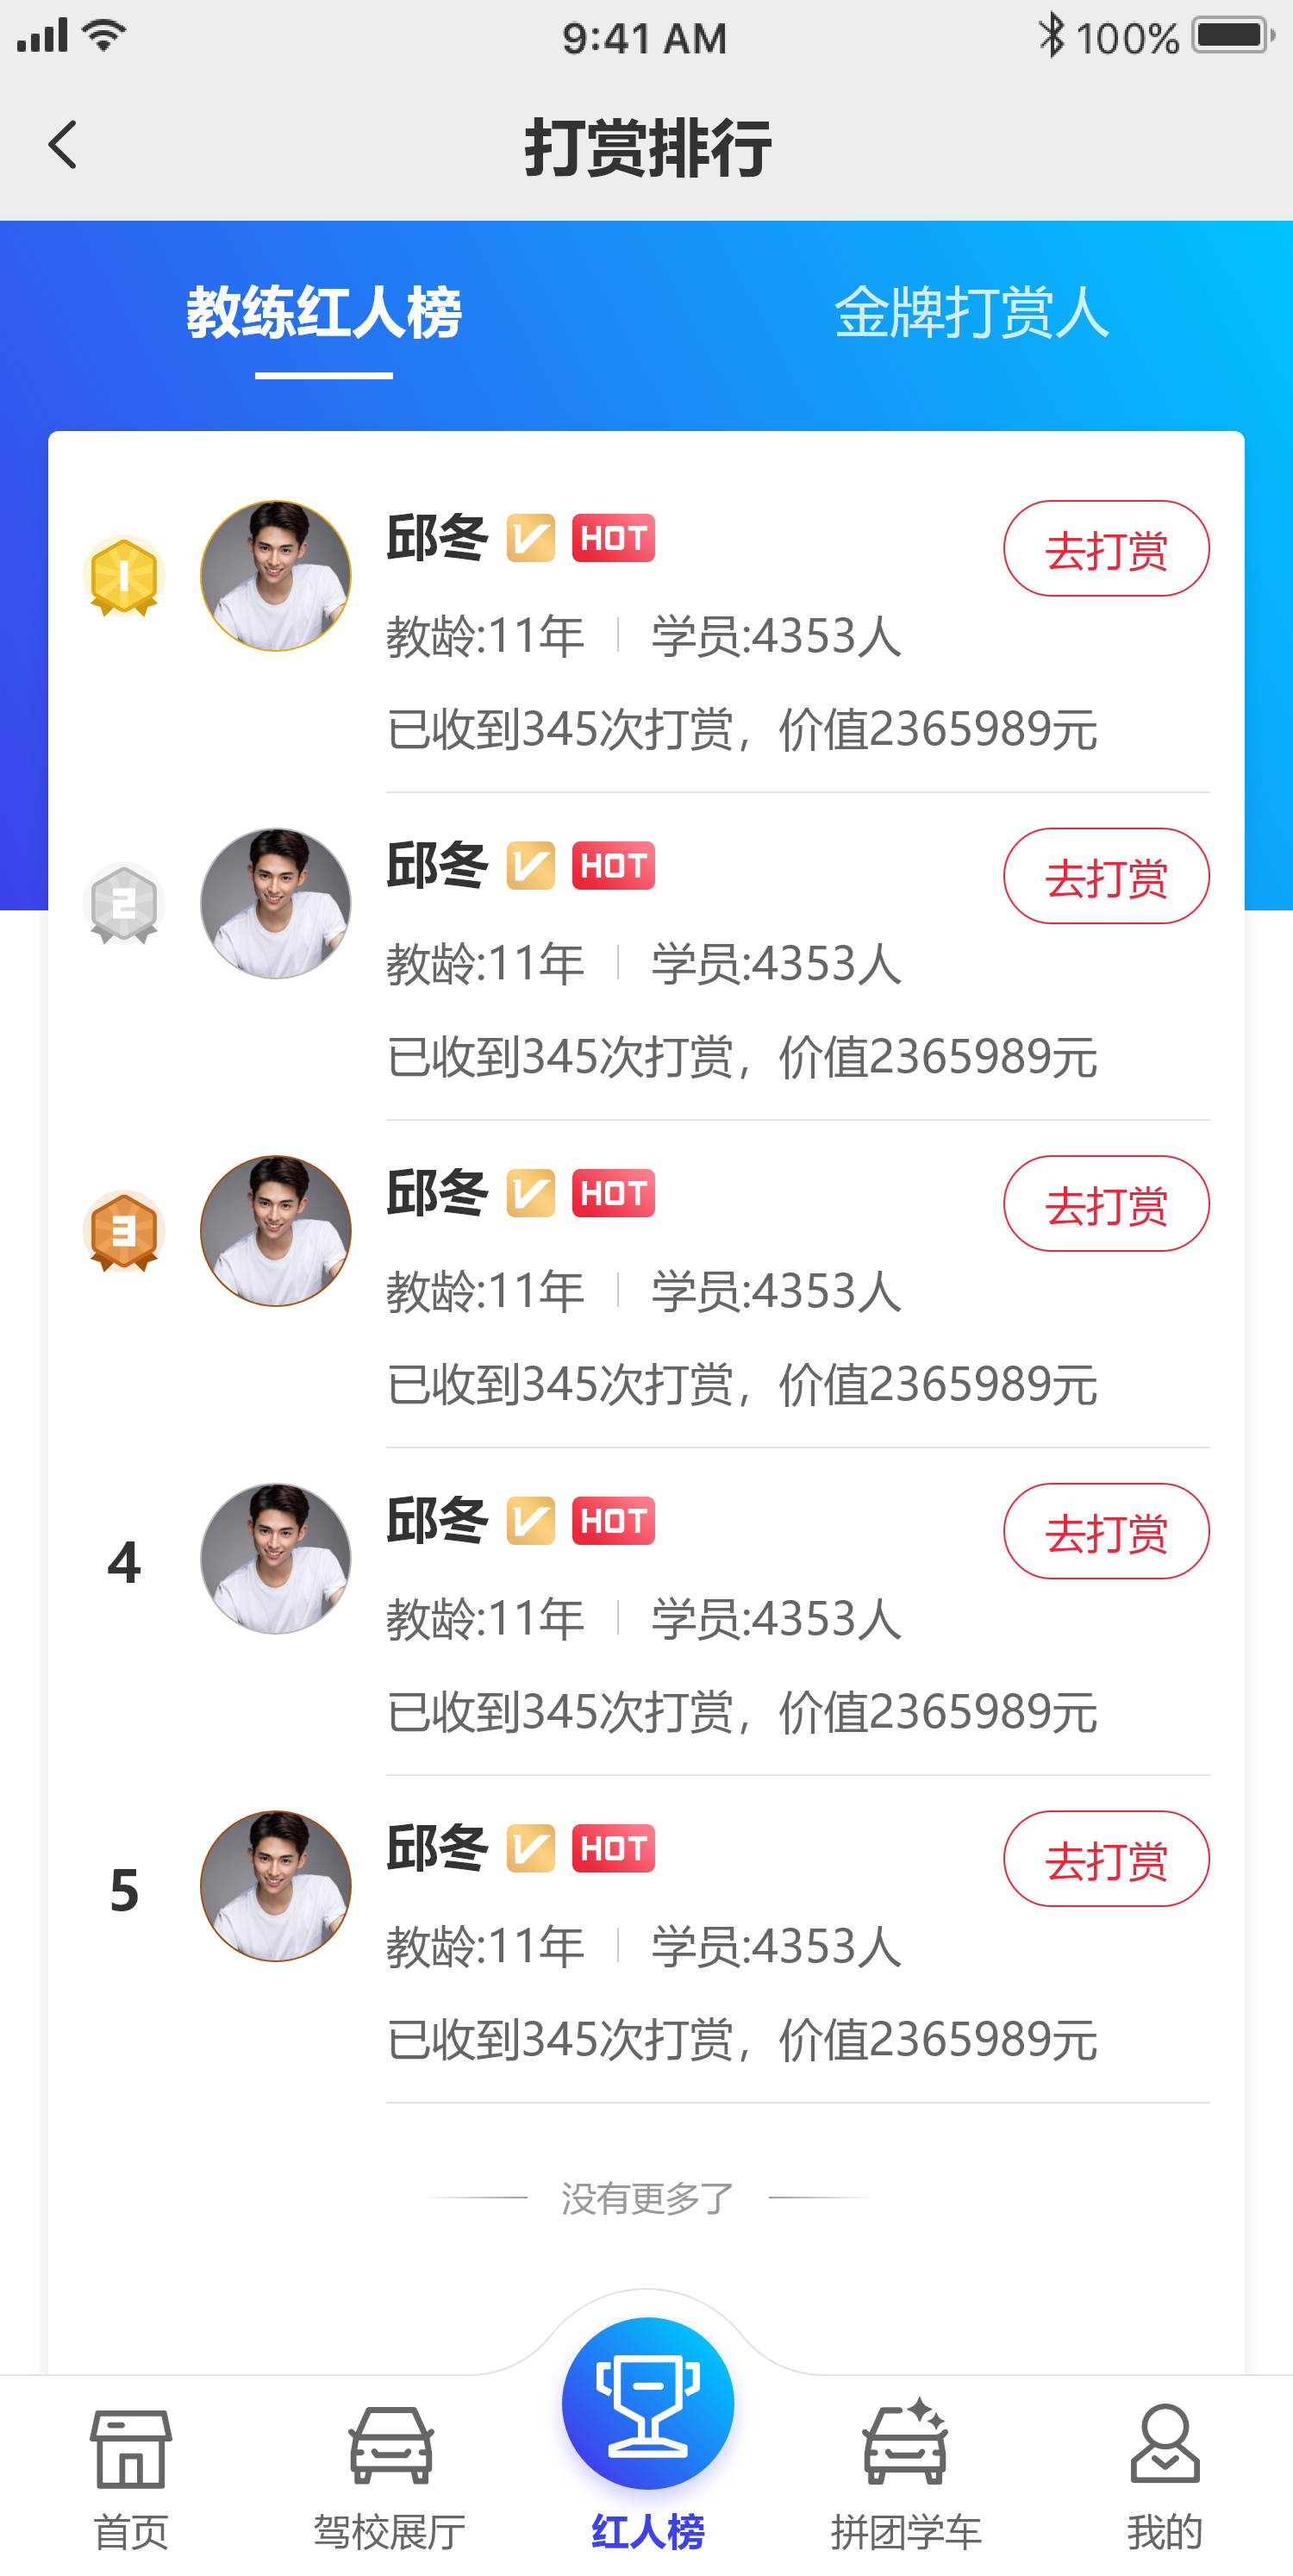 9:41 AM 100%
打赏排行
教练红人榜 金牌打赏人
1 邱冬 V HOT 去打赏
教龄:11年 学员:4353人
已收到345次打赏，价值2365989元
2 邱冬 V HOT 去打赏
教龄:11年 学员:4353人
已收到345次打赏，价值2365989元
3 邱冬 V HOT 去打赏
教龄:11年 学员:4353人
已收到345次打赏，价值2365989元
4 邱冬 V HOT 去打赏
教龄:11年 学员:4353人
已收到345次打赏，价值2365989元
5 邱冬 V HOT 去打赏
教龄:11年 学员:4353人
已收到345次打赏，价值2365989元
没有更多了
首页 驾校展厅 红人榜 拼团学车 我的